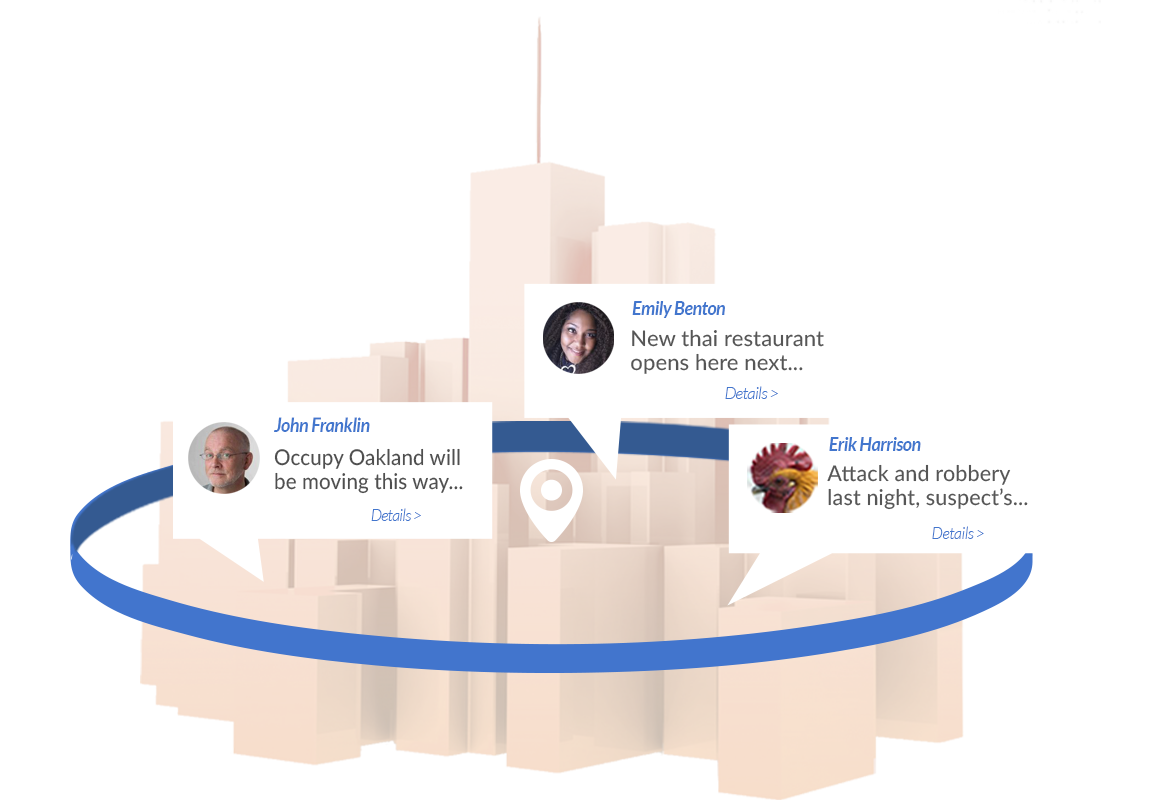 Emily Benton
New thai restaurant
opens here next...
Details >
John Franklin
Occupy Oakland will
be moving this way...
Details >
Erik Harrison
Attack and robbery
last night, suspect's...
Details >